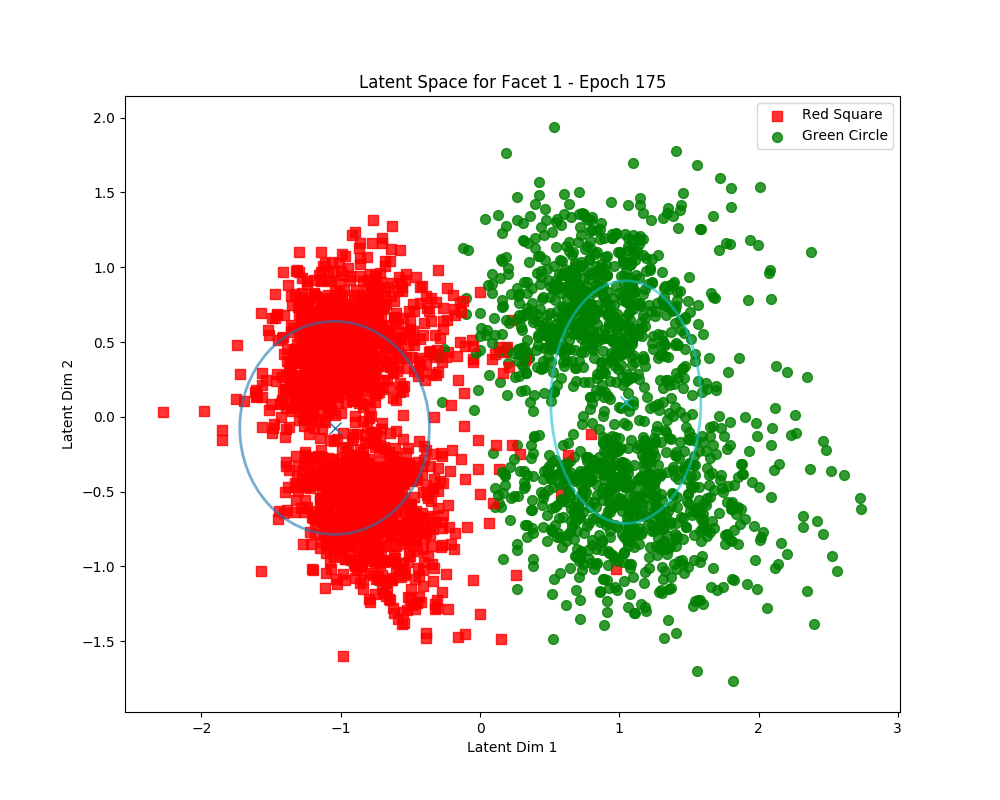 Latent Space for Facet 1 - Epoch 175
Red Square
Green Circle
2.0
1.5
1.0
0.5
0.0
−0.5
−1.0
−1.5
Latent Dim 2
−2
−1
0
1
2
3
Latent Dim 1